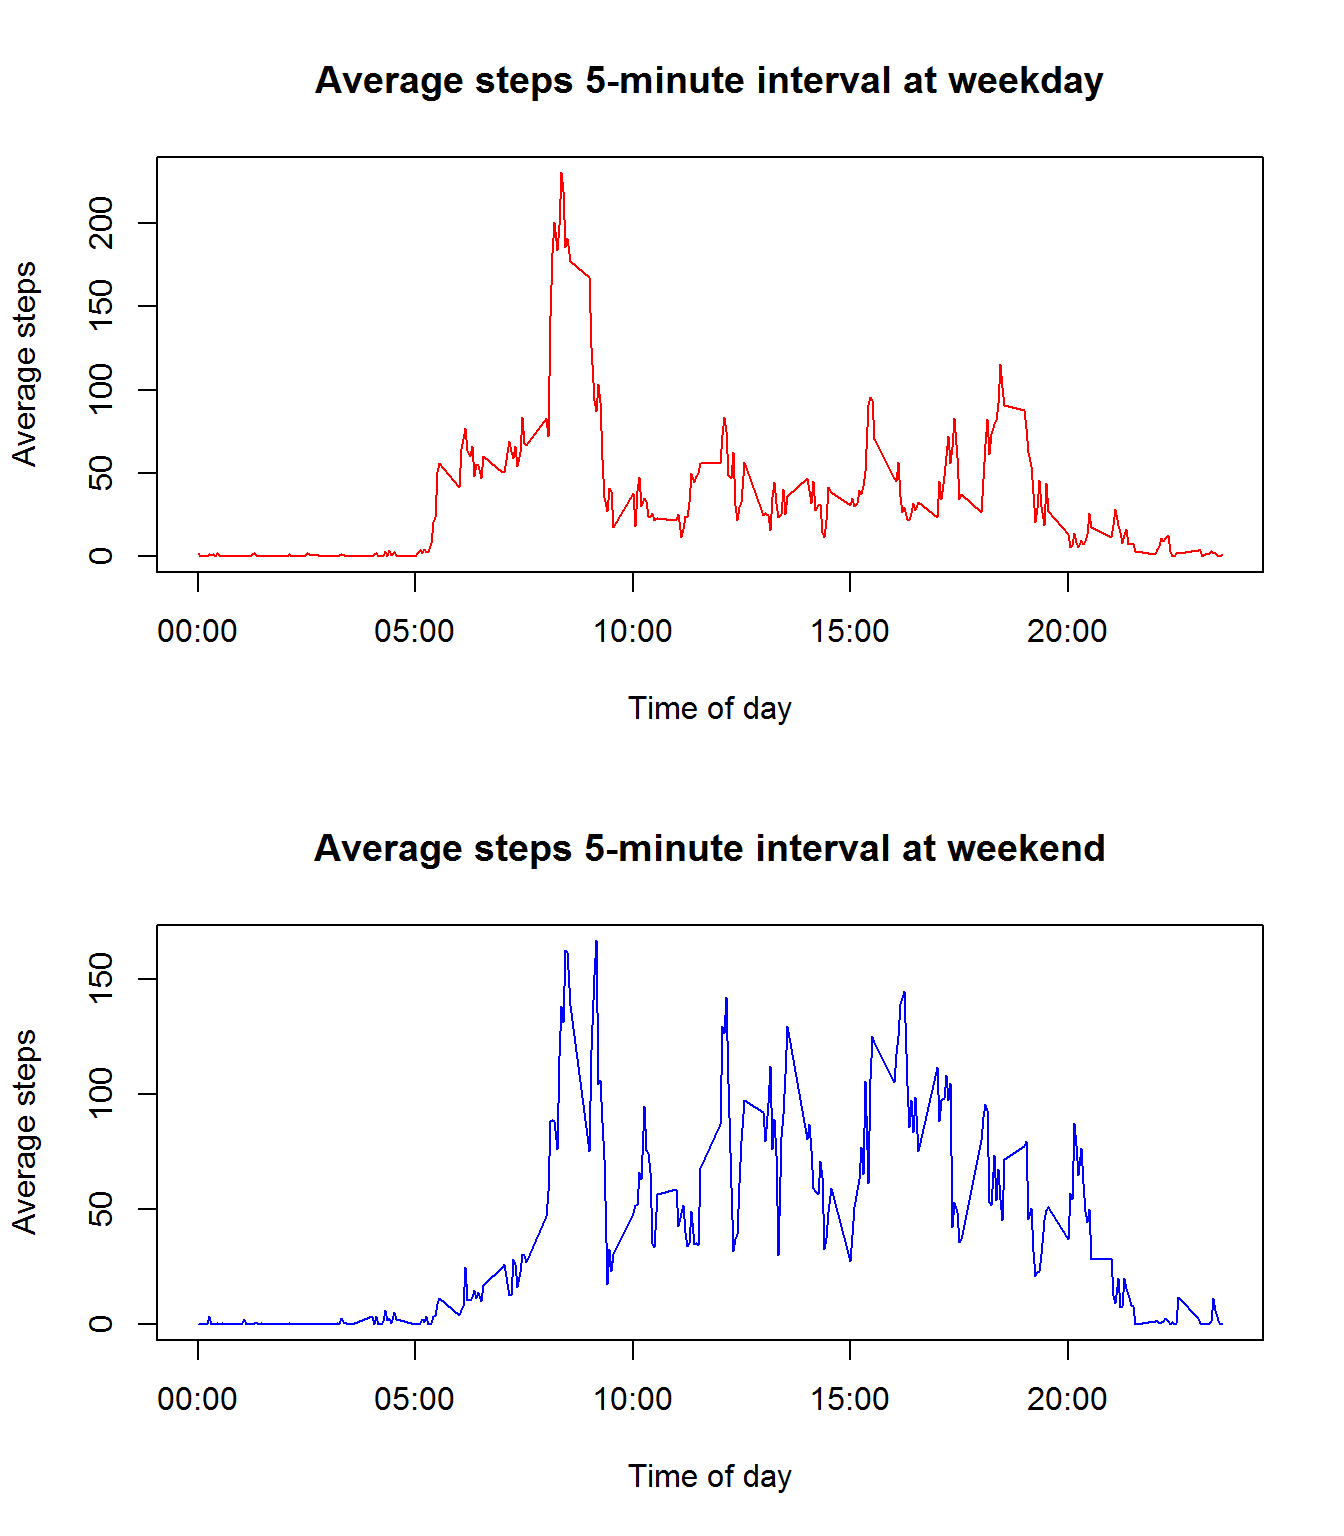 Average steps 5-minute interval at weekday
Average steps
200
150
100
50
0
00:00 05:00 10:00 15:00 20:00
Time of day
Average steps 5-minute interval at weekend
Average steps
150
100
50
0
00:00 05:00 10:00 15:00 20:00
Time of day